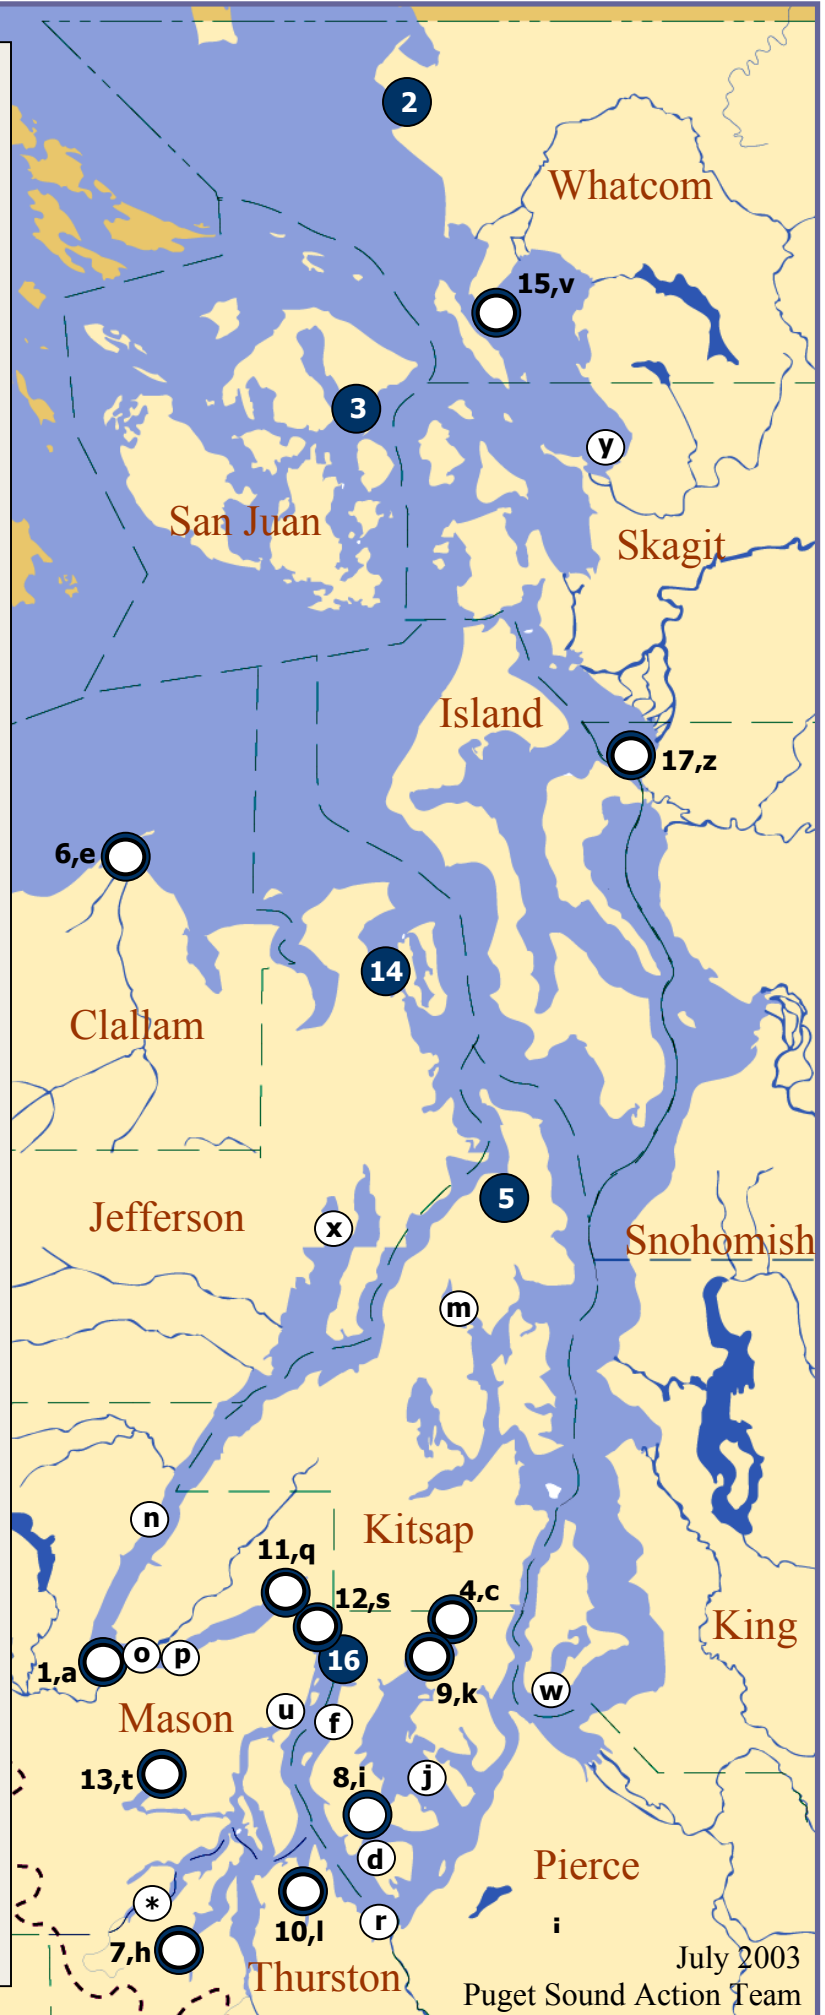 2
Whatcom
15,v
3
y
San Juan
Skagit
Island
17,z
6,e
14
Clallam
5
Jefferson
x
Snohomish
m
n
Kitsap
11,q
12,s
4,c
King
o
p
16
1,a
9,k
w
Mason
u
f
13,t
8,i
j
d
Pierce
*
10,l
r
i
7,h
July 2003
Thurston
Puget Sound Action Team